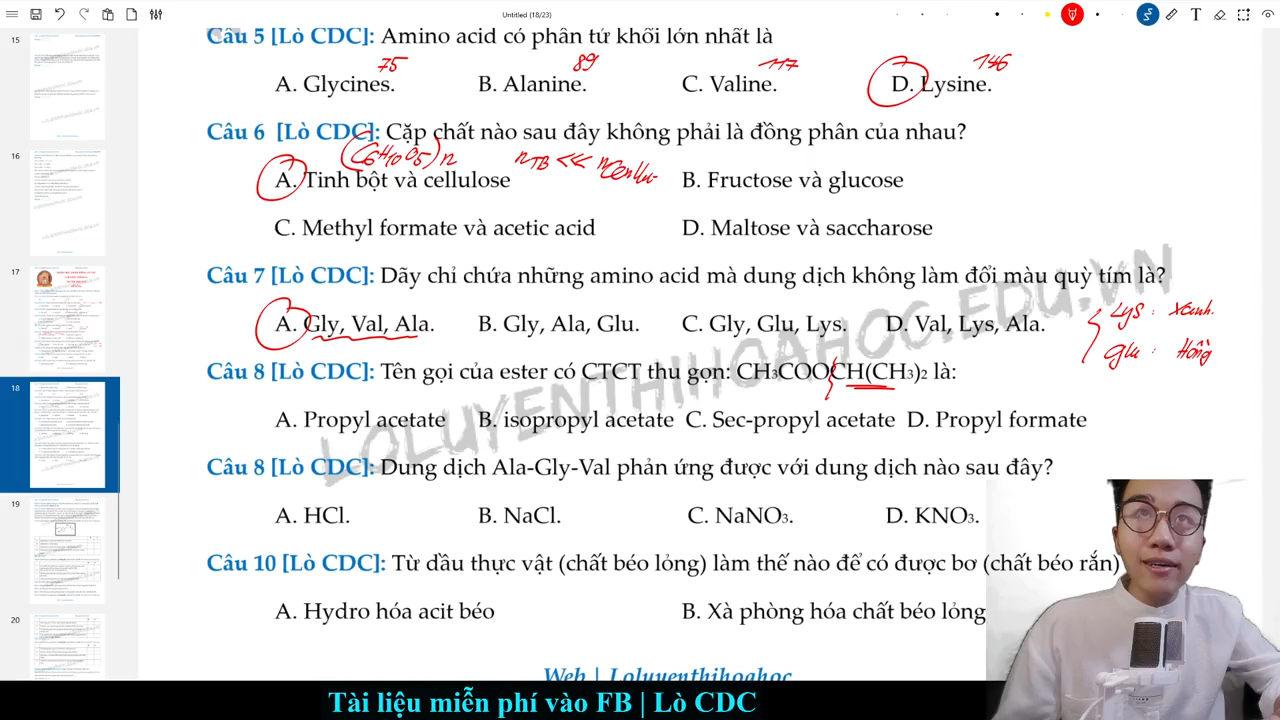 Untitled (18/23)
Câu 5 [Lò CDC]: Amino acid có phân tử khối lớn nhất là
75 89 117 146
A. Glycines. B. Alanine. C. Valine. D. Lysine.
Câu 6 [Lò CDC]: Cặp chất nào sau đây không phải là đồng phân của nhau?
(C6H10O5)n nTB << nCenlu
A. Tinh bột và cellulose B. Fructose và glucose
C. Methyl formate và acetic acid D. Maltose và saccharose
Câu 7 [Lò CDC]: Dãy chỉ chứa những amino acid mà dung dịch không làm đổi màu quỳ tím là?
A. Gly, Val, Ala. B. Gly, Ala, Glu. C. Gly, Glu, Lys. D. Val, Lys, Ala.
Lys : xanh.
Glu : Hồng
Câu 8 [Lò CDC]: Tên gọi của ester có CTCT thu gọn: CH₃COOCH(CH₃)₂ là:
A. Propyl acetate B. isopropyl acetate C. Sec-propyl acetate D. Propyl formate
Câu 8 [Lò CDC]: Dung dịch Ala-Gly-Val phản ứng được với dung dịch nào sau đây?
A. NaCl. C. NaNO₃. D. KNO₃.
Câu 10 [Lò CDC]: Từ dầu thực vật (chất béo lỏng) làm thế nào để có được bơ (chất béo rắn)
A. Hydro hóa acit béo B. Xà phòng hóa chất béo lỏng
Web | Loluyenthihoahoc
Tài liệu miễn phí vào FB | Lò CDC
15
18
19
20